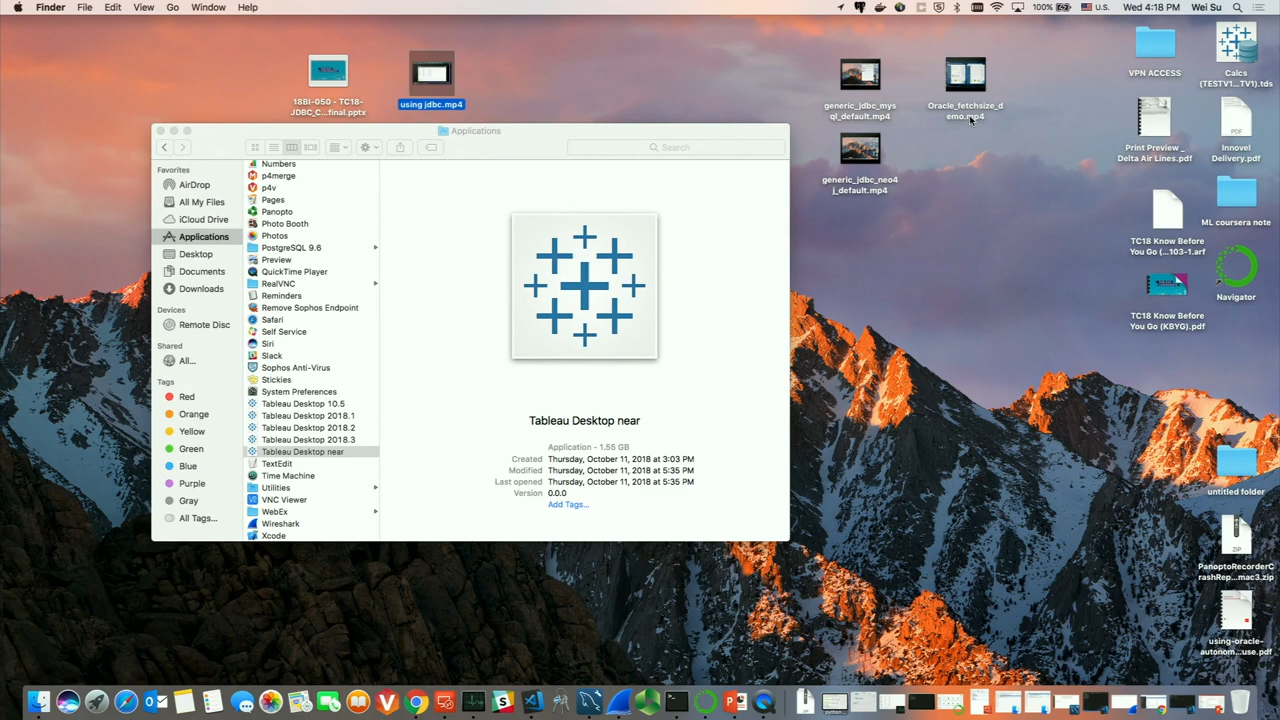 Finder File Edit View Go Window Help
100% U.S. Wed 4:18 PM Wei Su
18BI-050 - TC18-
JDBC_C...final.pptx
using jdbc.mp4
generic_jdbc_mys
ql_default.mp4
Oracle_fetchsize_d
emo.mp4
generic_jdbc_neo4
j_default.mp4
VPN ACCESS
Calcs
(TESTV1...TV1).tds
Print Preview _
Delta Air Lines.pdf
PDF
Innovel
Delivery.pdf
TC18 Know Before
You Go (...103-1.arf
ML coursera note
TC18 Know Before
You Go (KBYG).pdf
Navigator
untitled folder
ZIP
PanoptoRecorderC
rashRep...mac3.zip
using-oracle-
autonom...use.pdf
Applications
Search
Favorites
AirDrop
All My Files
iCloud Drive
Applications
Desktop
Documents
Downloads
Devices
Remote Disc
Shared
All...
Tags
Red
Orange
Yellow
Green
Blue
Purple
Gray
All Tags...
Numbers
p4merge
p4v
Pages
Panopto
Photo Booth
Photos
PostgreSQL 9.6
Preview
QuickTime Player
RealVNC
Reminders
Remove Sophos Endpoint
Safari
Self Service
Siri
Slack
Sophos Anti-Virus
Stickies
System Preferences
Tableau Desktop 10.5
Tableau Desktop 2018.1
Tableau Desktop 2018.2
Tableau Desktop 2018.3
Tableau Desktop near
TextEdit
Time Machine
Utilities
VNC Viewer
WebEx
Wireshark
Xcode
Tableau Desktop near
Application - 1.55 GB
Created Thursday, October 11, 2018 at 3:03 PM
Modified Thursday, October 11, 2018 at 5:35 PM
Last opened Thursday, October 11, 2018 at 5:35 PM
Version 0.0.0
Add Tags...
python